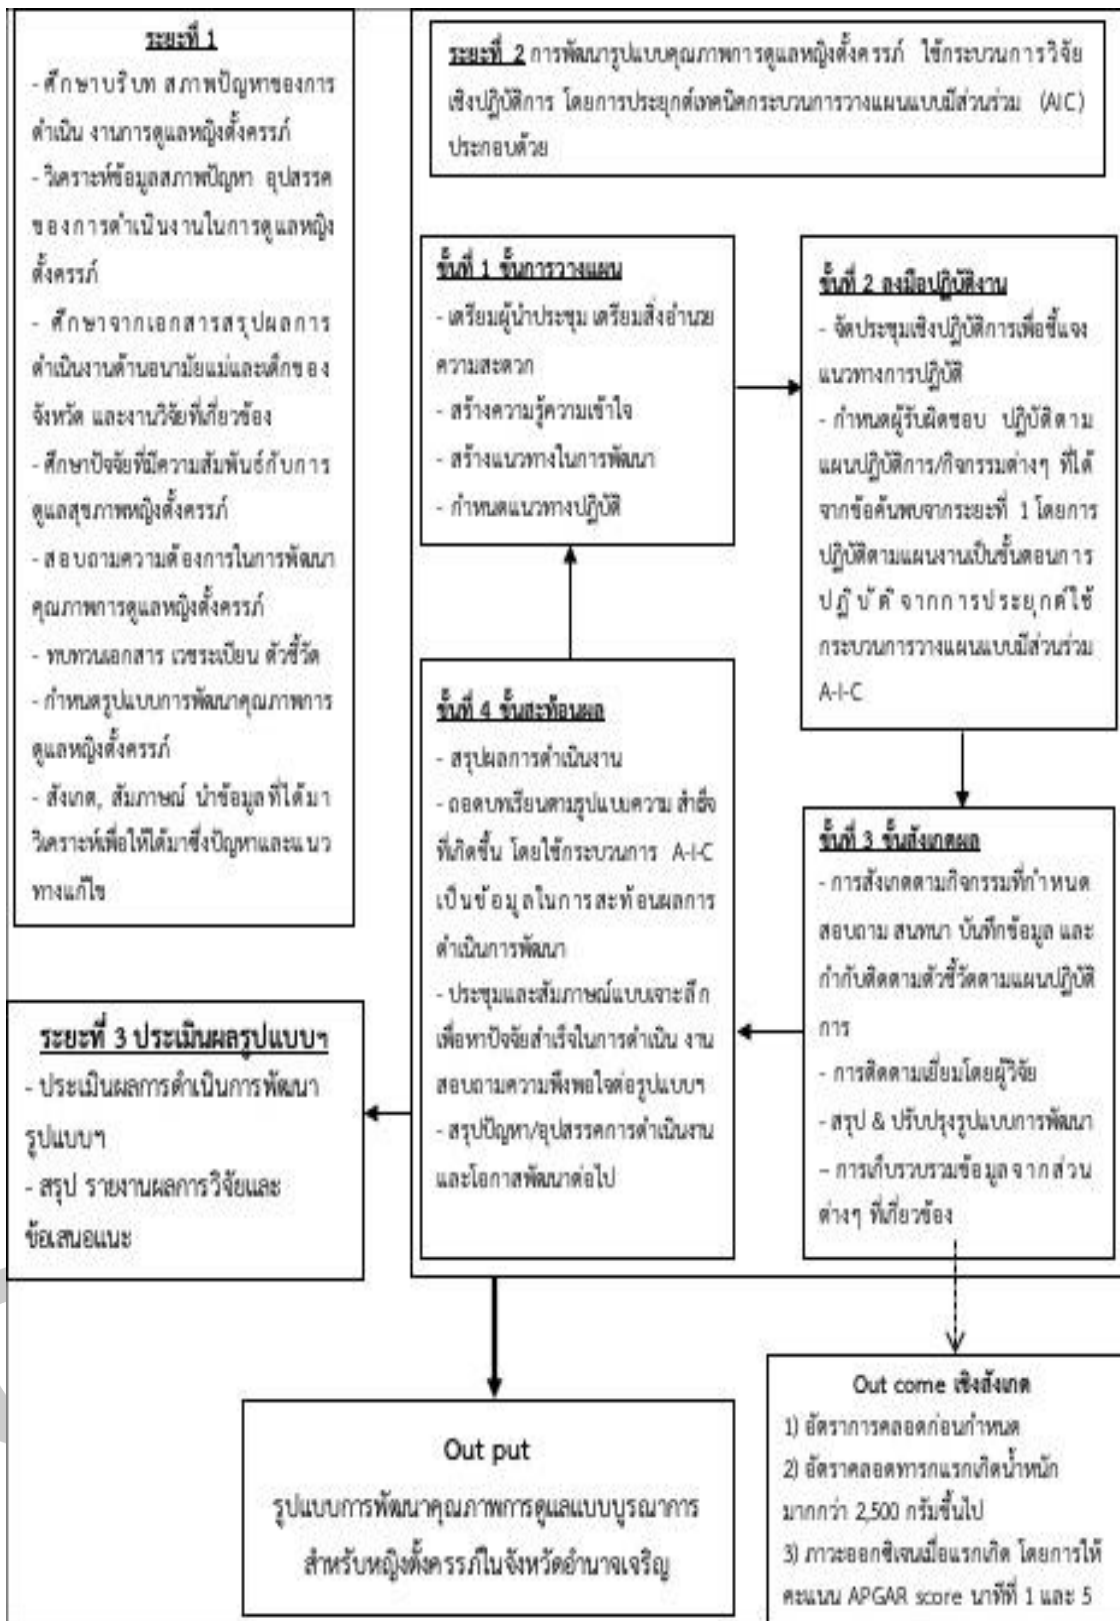 ระยะที่ 1
- ศึกษาบริบท สภาพปัญหาของการ
ดำเนิน งานการดูแลหญิงตั้งครรภ์
- วิเคราะห์ข้อมูลสภาพปัญหา อุปสรรค
ของการดำเนินงานในการดูแลหญิง
ตั้งครรภ์
- ศึกษาจากเอกสารสรุปผลการ
ดำเนินงานด้านอนามัยแม่และเด็กของ
จังหวัด และงานวิจัยที่เกี่ยวข้อง
- ศึกษาปัจจัยที่มีความสัมพันธ์กับการ
ดูแลสุขภาพหญิงตั้งครรภ์
- สอบถามความต้องการในการพัฒนา
คุณภาพการดูแลหญิงตั้งครรภ์
- ทบทวนเอกสาร เวชระเบียน ตัวชี้วัด
- กำหนดรูปแบบการพัฒนาคุณภาพการ
ดูแลหญิงตั้งครรภ์
- สังเกต, สัมภาษณ์ นำข้อมูลที่ได้มา
วิเคราะห์เพื่อให้ได้มาซึ่งปัญหาและแนว
ทางแก้ไข
ระยะที่ 2 การพัฒนารูปแบบคุณภาพการดูแลหญิงตั้งครรภ์ ใช้กระบวนการวิจัย
เชิงปฏิบัติการ โดยการประยุกต์เทคนิคกระบวนการวางแผนแบบมีส่วนร่วม (AIC)
ประกอบด้วย
ขั้นที่ 1 ขั้นการวางแผน
- เตรียมผู้นำประชุม เตรียมสิ่งอำนวย
ความสะดวก
- สร้างความรู้ความเข้าใจ
- สร้างแนวทางในการพัฒนา
- กำหนดแนวทางปฏิบัติ
ขั้นที่ 2 ลงมือปฏิบัติงาน
- จัดประชุมเชิงปฏิบัติการเพื่อชี้แจง
แนวทางการปฏิบัติ
- กำหนดผู้รับผิดชอบ ปฏิบัติตาม
แผนปฏิบัติการ/กิจกรรมต่างๆ ที่ได้
จากข้อค้นพบจากระยะที่ 1 โดยการ
ปฏิบัติตามแผนงานเป็นขั้นตอนการ
ปฏิบัติ จากการประยุกต์ใช้
กระบวนการวางแผนแบบมีส่วนร่วม
A-I-C
ขั้นที่ 3 ขั้นสังเกตผล
- การสังเกตตามกิจกรรมที่กำหนด
สอบถาม สนทนา บันทึกข้อมูล และ
กำกับติดตามตัวชี้วัดตามแผนปฏิบัติ
การ
- การติดตามเยี่ยมโดยผู้วิจัย
- สรุป & ปรับปรุงรูปแบบการพัฒนา
– การเก็บรวบรวมข้อมูลจากส่วน
ต่างๆ ที่เกี่ยวข้อง
ขั้นที่ 4 ขั้นสะท้อนผล
- สรุปผลการดำเนินงาน
- ถอดบทเรียนตามรูปแบบความ สำเร็จ
ที่เกิดขึ้น โดยใช้กระบวนการ A-I-C
เป็นข้อมูลในการสะท้อนผลการ
ดำเนินการพัฒนา
- ประชุมและสัมภาษณ์แบบเจาะลึก
เพื่อหาปัจจัยสำเร็จในการดำเนิน งาน
สอบถามความพึงพอใจต่อรูปแบบฯ
- สรุปปัญหา/อุปสรรคการดำเนินงาน
และโอกาสพัฒนาต่อไป
ระยะที่ 3 ประเมินผลรูปแบบฯ
- ประเมินผลการดำเนินการพัฒนา
รูปแบบฯ
- สรุป รายงานผลการวิจัยและ
ข้อเสนอแนะ
Out put
รูปแบบการพัฒนาคุณภาพการดูแลแบบบูรณาการ
สำหรับหญิงตั้งครรภ์ในจังหวัดอำนาจเจริญ
Out come เชิงสังเกต
1) อัตราการคลอดก่อนกำหนด
2) อัตราคลอดทารกแรกเกิดน้ำหนัก
มากกว่า 2,500 กรัมขึ้นไป
3) ภาวะออกซิเจนเมื่อแรกเกิด โดยการให้
คะแนน APGAR score นาทีที่ 1 และ 5